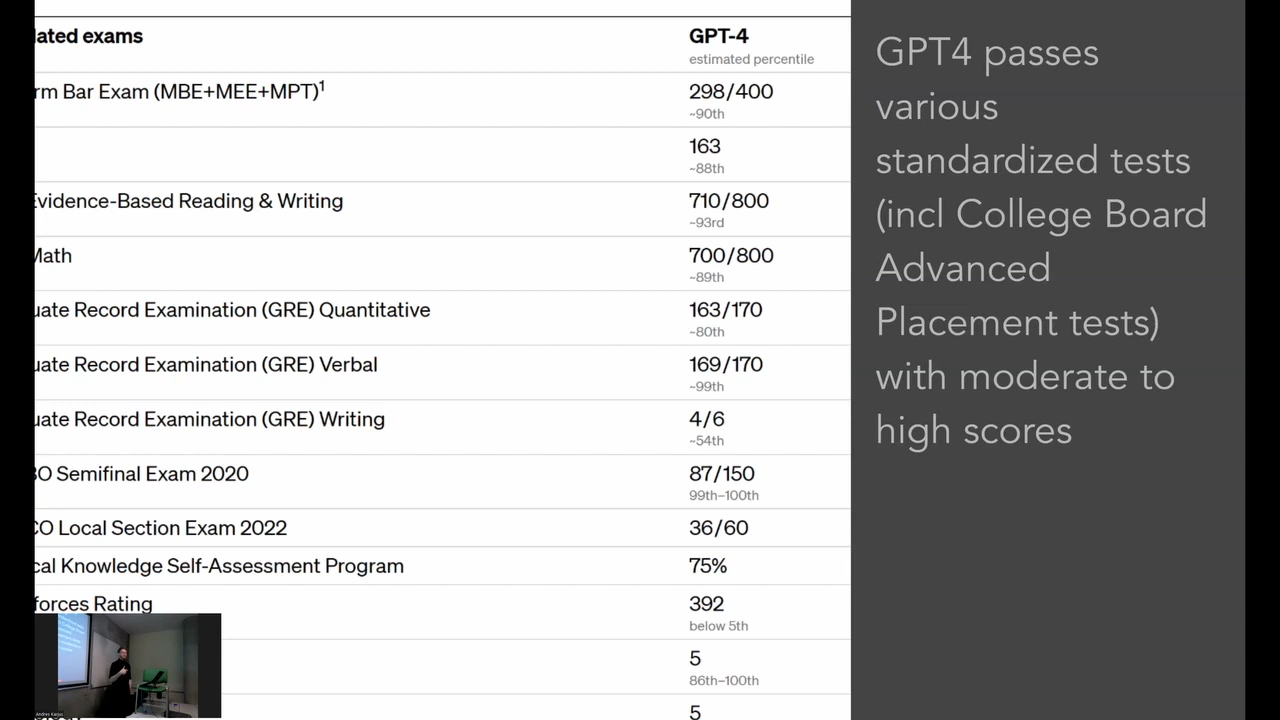 lated exams
GPT-4
estimated percentile
rm Bar Exam (MBE+MEE+MPT)1
298/400
~90th
163
~88th
Evidence-Based Reading & Writing
710/800
~93rd
Math
700/800
~89th
uate Record Examination (GRE) Quantitative
163/170
~80th
uate Record Examination (GRE) Verbal
169/170
~99th
uate Record Examination (GRE) Writing
4/6
~54th
BO Semifinal Exam 2020
87/150
99th–100th
CO Local Section Exam 2022
36/60
cal Knowledge Self-Assessment Program
75%
forces Rating
392
below 5th
5
86th–100th
5
GPT4 passes
various
standardized tests
(incl College Board
Advanced
Placement tests)
with moderate to
high scores
Andres Karjus